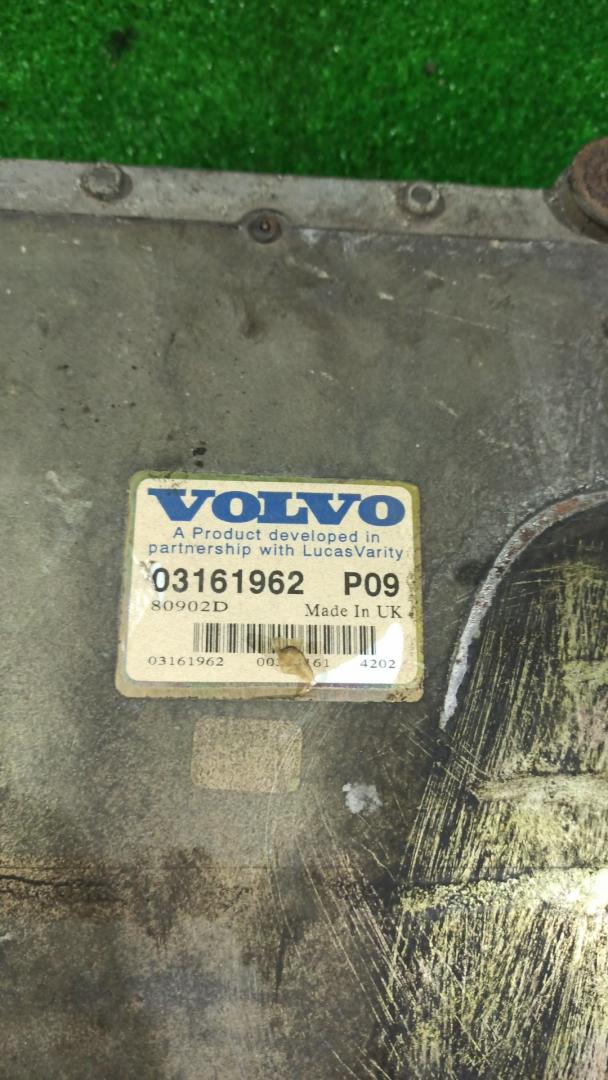 VOLVO
A Product developed in
partnership with LucasVarity
03161962 P09
80902D Made In UK
03161962 4202